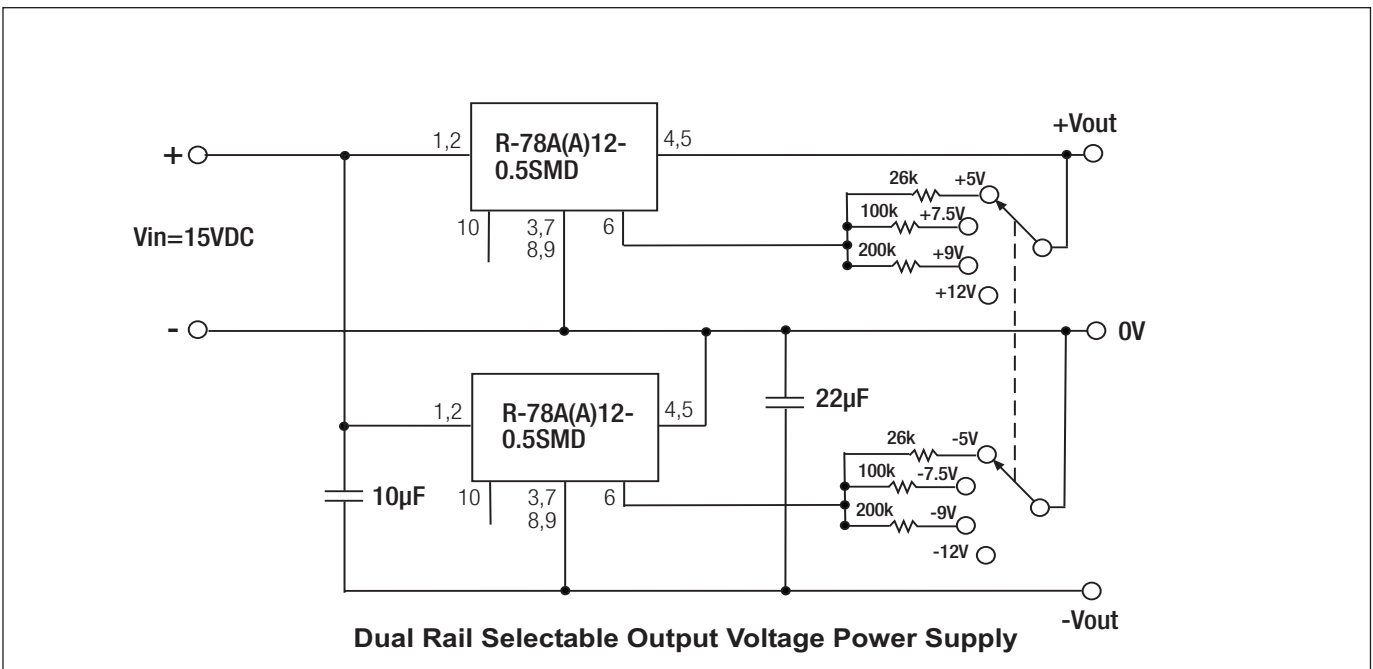 +Vout
+
1,2
R-78A(A)12-
0.5SMD
4,5
26k
+5V
10
3,7
8,9
6
100k
+7.5V
Vin=15VDC
200k
+9V
+12V
-
0V
1,2
R-78A(A)12-
0.5SMD
4,5
22µF
26k
-5V
10µF
10
3,7
8,9
6
100k
-7.5V
200k
-9V
-12V
-Vout
Dual Rail Selectable Output Voltage Power Supply